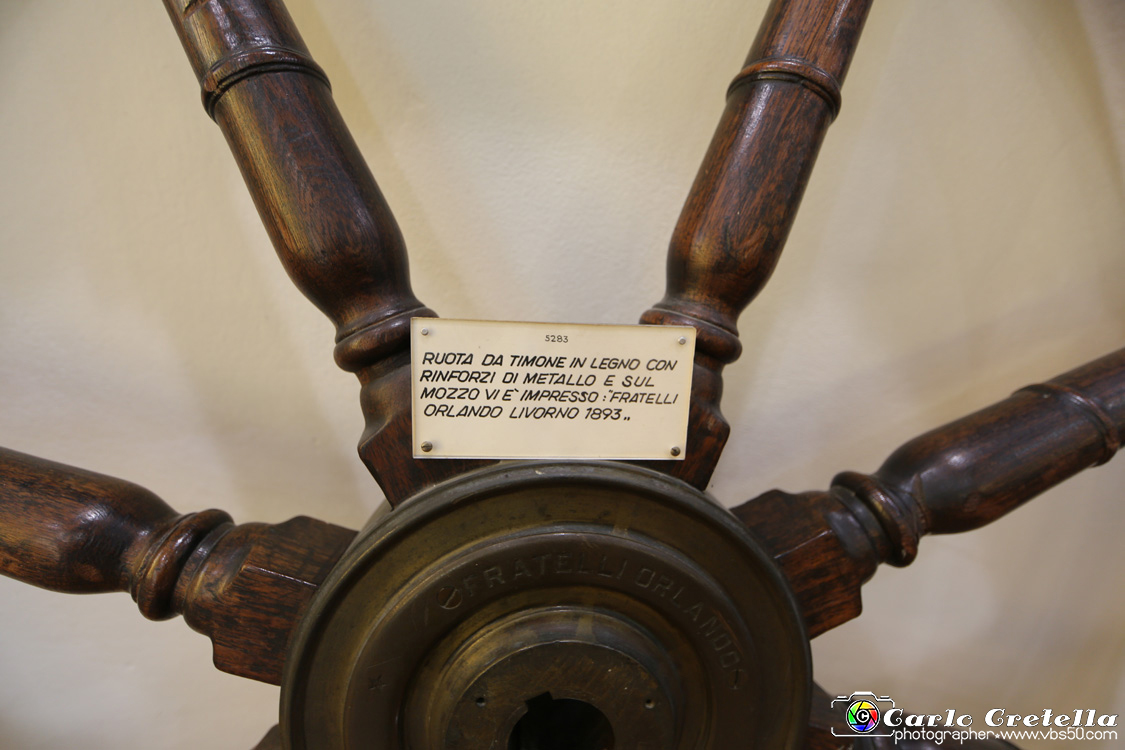 5283
RUOTA DA TIMONE IN LEGNO CON
RINFORZI DI METALLO E SUL
MOZZO VI E' IMPRESSO : "FRATELLI
ORLANDO LIVORNO 1893„
FRATELLI ORLANDO
Carlo Cretella
photographer-www.vbs50.com